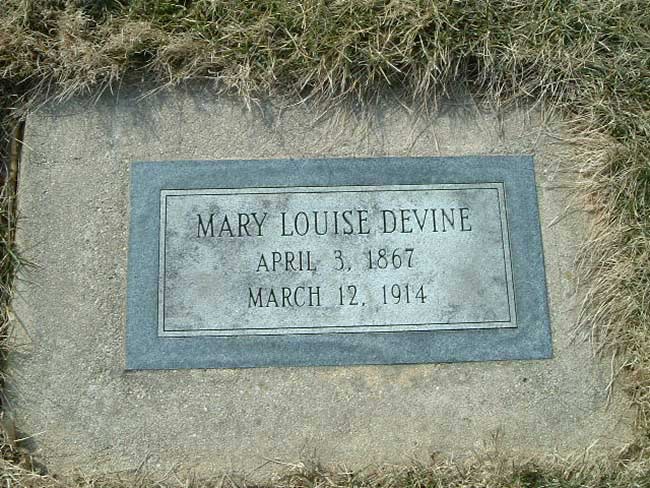 MARY LOUISE DEVINE
APRIL 3, 1867
MARCH 12, 1914